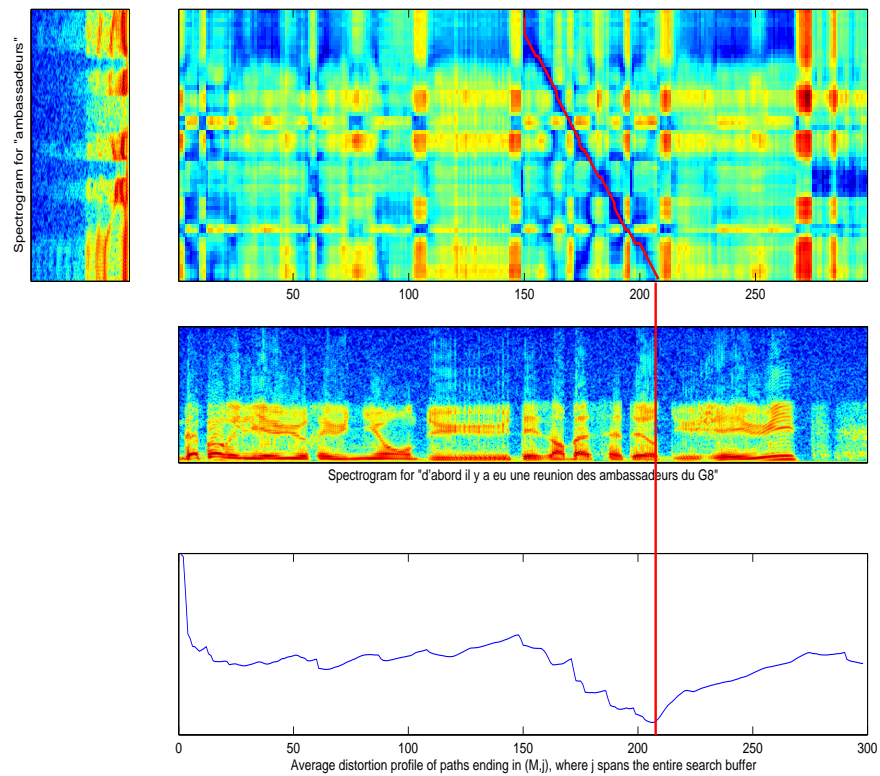 Spectrogram for "ambassadeurs"
50 100 150 200 250
Spectrogram for "d'abord il y a eu une reunion des ambassadeurs du G8"
0 50 100 150 200 250 300
Average distortion profile of paths ending in (M,j), where j spans the entire search buffer